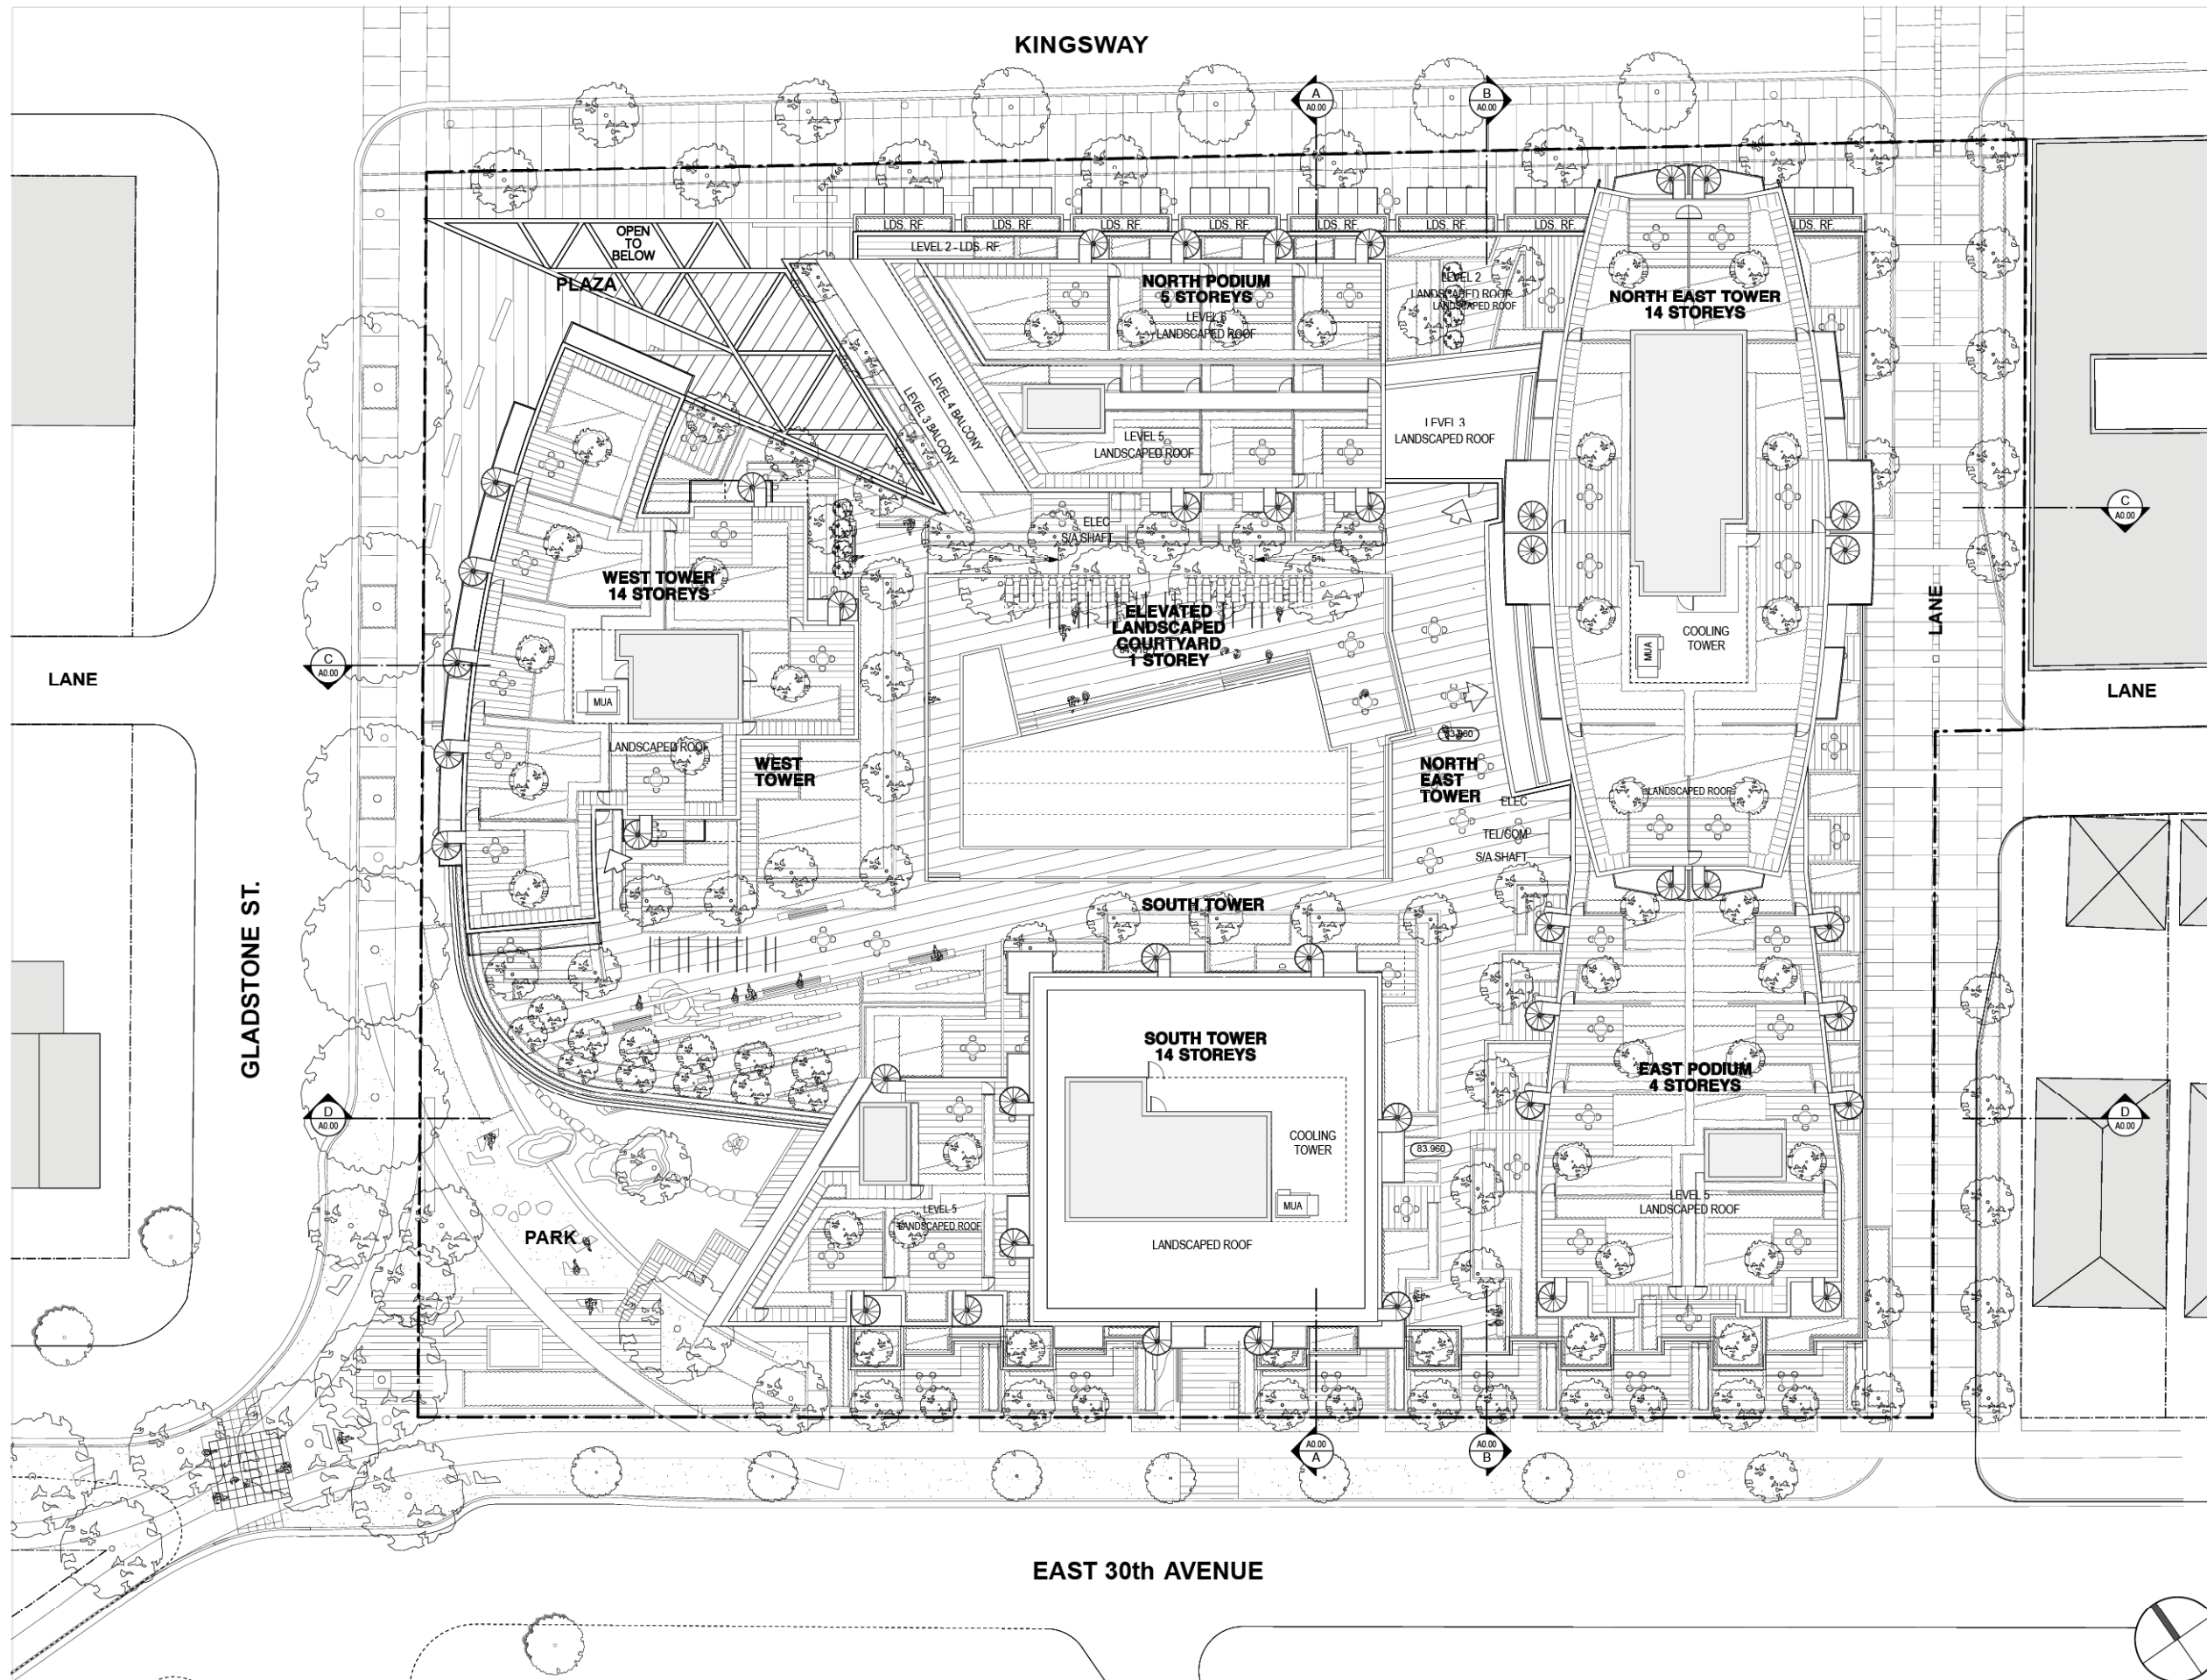 KINGSWAY
A
A0.00
B
A0.00
EX 76.60
LDS. RF.
LDS. RF.
LDS. RF.
LDS. RF.
LDS. RF.
LDS. RF.
LDS. RF.
LDS. RF.
OPEN
TO
BELOW
LEVEL 2 - LDS. RF.
PLAZA
NORTH PODIUM
5 STOREYS
LEVEL 6
LANDSCAPED ROOF
LEVEL 2
LANDSCAPED ROOF
LANDSCAPED ROOF
NORTH EAST TOWER
14 STOREYS
LEVEL 4 BALCONY
LEVEL 3 BALCONY
LEVEL 5
LANDSCAPED ROOF
LEVEL 3
LANDSCAPED ROOF
ELEC
S/A SHAFT
5%
5%
C
A0.00
WEST TOWER
14 STOREYS
ELEVATED
LANDSCAPED
COURTYARD
1 STOREY
LANE
COOLING
TOWER
MUA
C
A0.00
LANE
LANE
MUA
LANDSCAPED ROOF
WEST
TOWER
83.960
NORTH
EAST
TOWER
LANDSCAPED ROOF
ELEC
TEL/COM
S/A SHAFT
GLADSTONE ST.
SOUTH TOWER
SOUTH TOWER
14 STOREYS
EAST PODIUM
4 STOREYS
D
A0.00
D
A0.00
COOLING
TOWER
83.960
MUA
LEVEL 5
LANDSCAPED ROOF
LEVEL 5
LANDSCAPED ROOF
PARK
LANDSCAPED ROOF
A0.00
A
A0.00
B
EAST 30th AVENUE